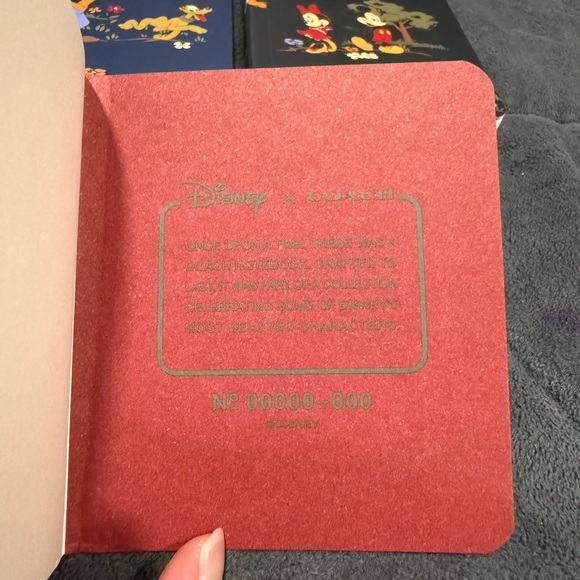 Disney × COACH
ONCE UPON A TIME, THERE WAS A
COACH NOTEBOOK. CRAFTED TO
LAST, IT WAS PART OF A COLLECTION
CELEBRATING SOME OF DISNEY'S
MOST BELOVED CHARACTERS.
Nº 00000-000
©DISNEY